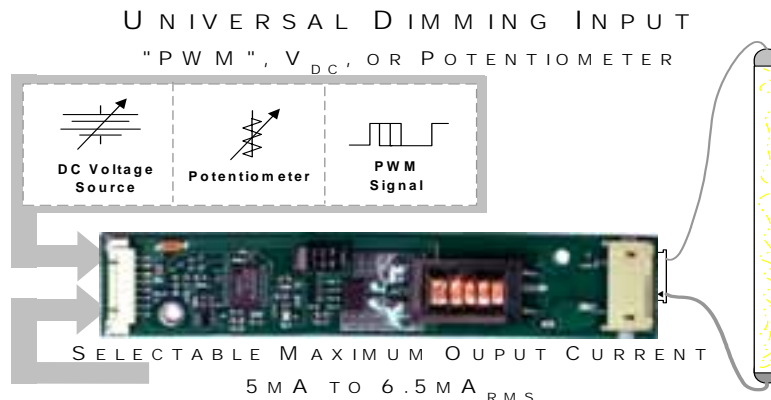 UNIVERSAL DIMMING INPUT
"PWM", VDC, OR POTENTIOMETER
DC Voltage Source
Potentiometer
PWM Signal
SELECTABLE MAXIMUM OUPUT CURRENT
5MA TO 6.5MARMS